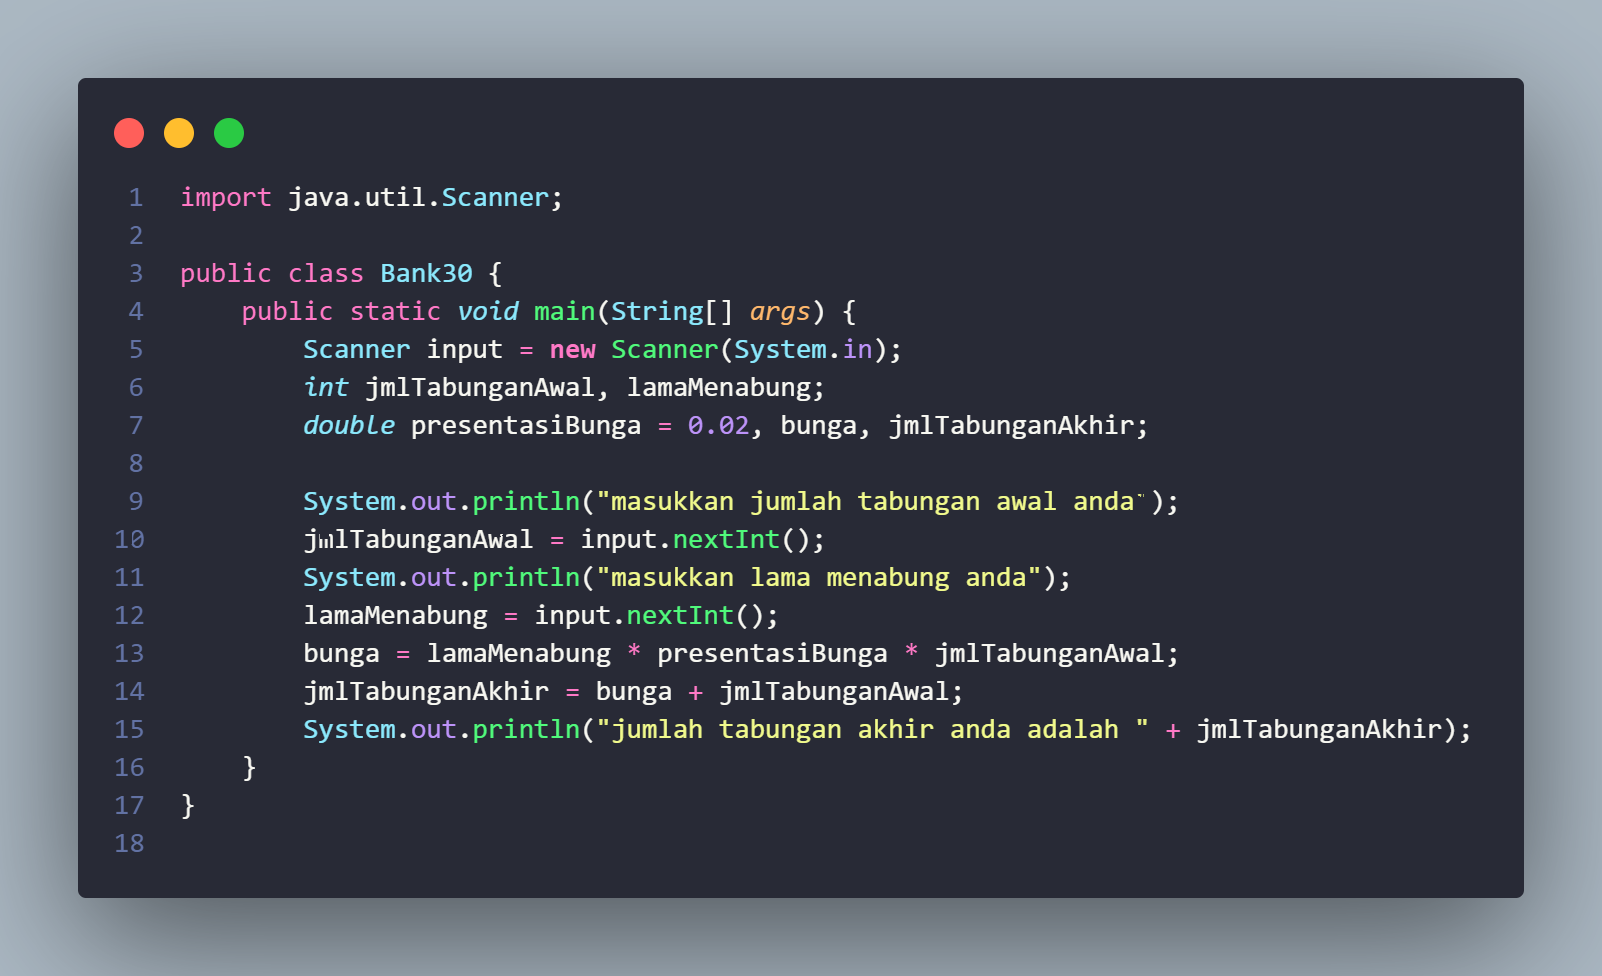 1 import java.util.Scanner;
2
3 public class Bank30 {
4     public static void main(String[] args) {
5         Scanner input = new Scanner(System.in);
6         int jmlTabunganAwal, lamaMenabung;
7         double presentasiBunga = 0.02, bunga, jmlTabunganAkhir;
8
9         System.out.println("masukkan jumlah tabungan awal anda");
10         jmlTabunganAwal = input.nextInt();
11         System.out.println("masukkan lama menabung anda");
12         lamaMenabung = input.nextInt();
13         bunga = lamaMenabung * presentasiBunga * jmlTabunganAwal;
14         jmlTabunganAkhir = bunga + jmlTabunganAwal;
15         System.out.println("jumlah tabungan akhir anda adalah " + jmlTabunganAkhir);
16     }
17 }
18